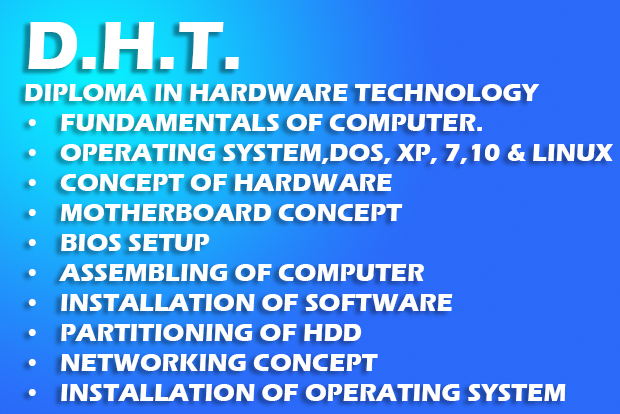 D.H.T.
DIPLOMA IN HARDWARE TECHNOLOGY
• FUNDAMENTALS OF COMPUTER.
• OPERATING SYSTEM,DOS, XP, 7,10 & LINUX
• CONCEPT OF HARDWARE
• MOTHERBOARD CONCEPT
• BIOS SETUP
• ASSEMBLING OF COMPUTER
• INSTALLATION OF SOFTWARE
• PARTITIONING OF HDD
• NETWORKING CONCEPT
• INSTALLATION OF OPERATING SYSTEM